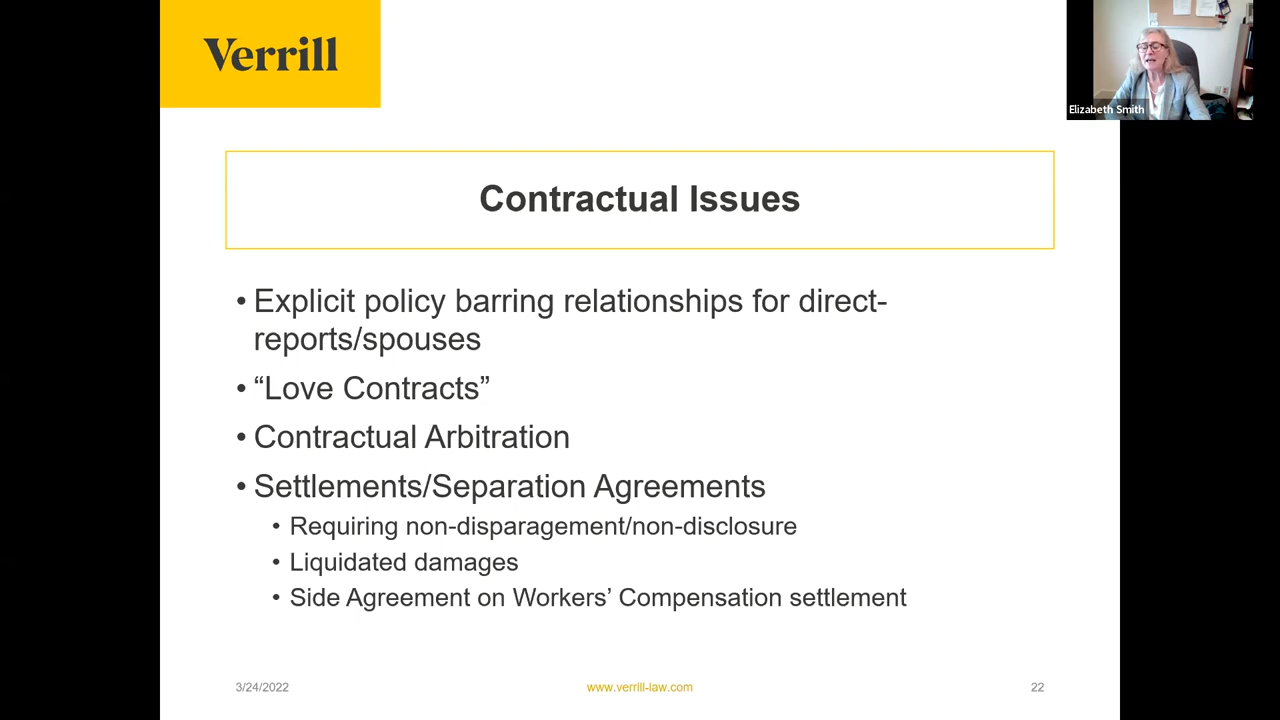 Verrill
Elizabeth Smith
Contractual Issues
• Explicit policy barring relationships for direct-
reports/spouses
• “Love Contracts”
• Contractual Arbitration
• Settlements/Separation Agreements
• Requiring non-disparagement/non-disclosure
• Liquidated damages
• Side Agreement on Workers’ Compensation settlement
3/24/2022
www.verrill-law.com
22